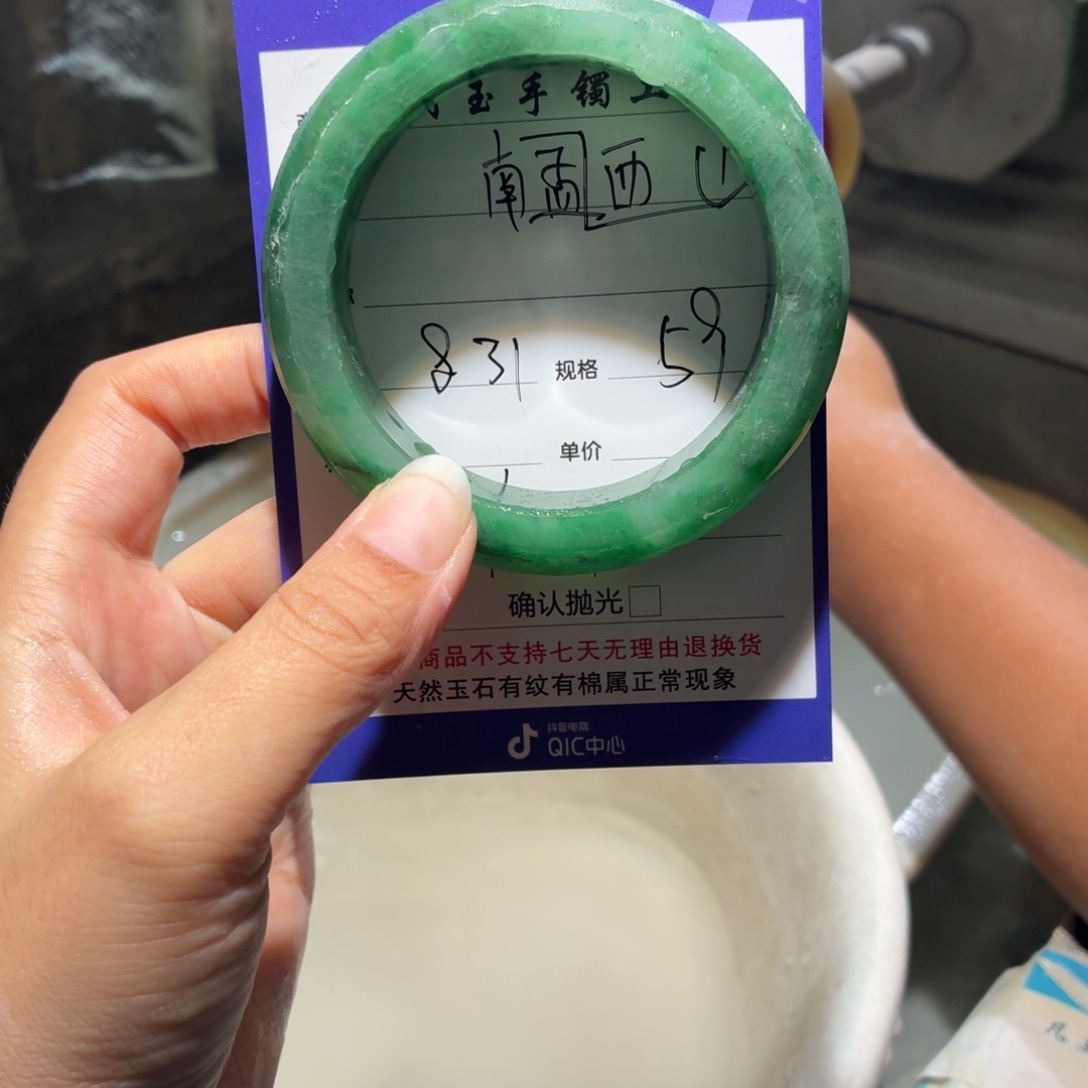 玉手镯
南孟西
831 规格 59
单价
确认抛光
商品不支持七天无理由退换货
天然玉石有纹有棉属正常现象
抖音电商
QIC中心